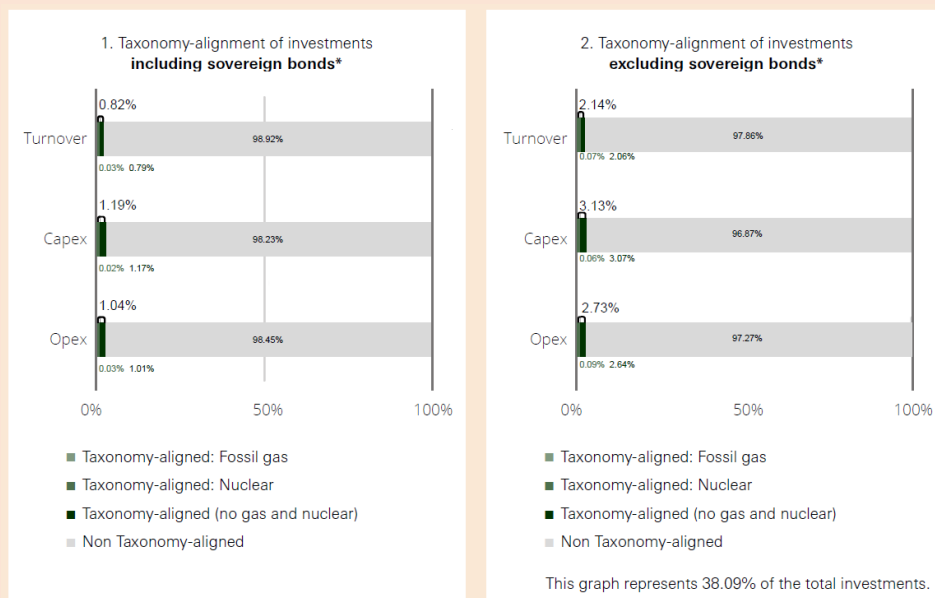 1. Taxonomy-alignment of investments
including sovereign bonds*
0.82%
Turnover
98.92%
0.03% 0.79%
1.19%
Capex
98.23%
0.02% 1.17%
1.04%
Opex
98.45%
0.03% 1.01%
0% 50% 100%
Taxonomy-aligned: Fossil gas
Taxonomy-aligned: Nuclear
Taxonomy-aligned (no gas and nuclear)
Non Taxonomy-aligned
2. Taxonomy-alignment of investments
excluding sovereign bonds*
2.14%
Turnover
97.86%
0.07% 2.06%
3.13%
Capex
96.87%
0.06% 3.07%
2.73%
Opex
97.27%
0.09% 2.64%
0% 50% 100%
Taxonomy-aligned: Fossil gas
Taxonomy-aligned: Nuclear
Taxonomy-aligned (no gas and nuclear)
Non Taxonomy-aligned
This graph represents 38.09% of the total investments.